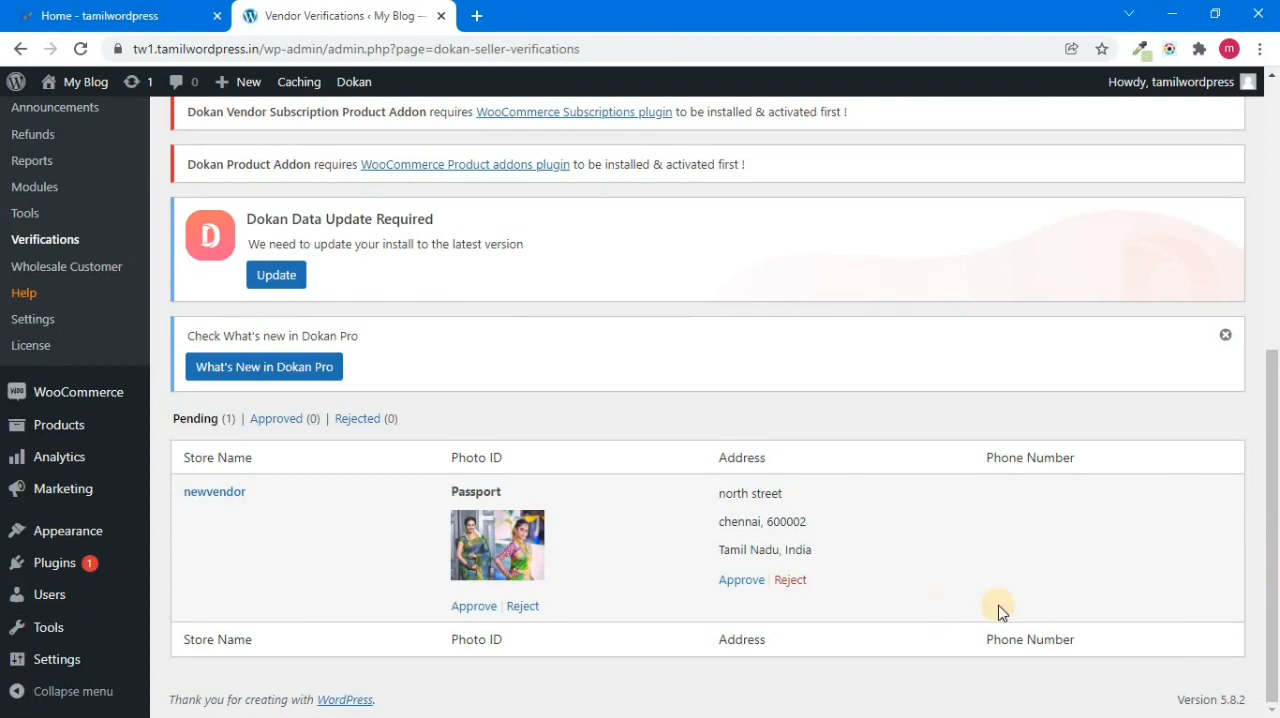 Home - tamilwordpress
Vendor Verifications ‹ My Blog —
tw1.tamilwordpress.in/wp-admin/admin.php?page=dokan-seller-verifications
m
My Blog 1 0 New Caching Dokan
Howdy, tamilwordpress
Announcements
Refunds
Reports
Modules
Tools
Verifications
Wholesale Customer
Help
Settings
License
WooCommerce
Products
Analytics
Marketing
Appearance
Plugins 1
Users
Tools
Settings
Collapse menu
Dokan Vendor Subscription Product Addon requires WooCommerce Subscriptions plugin to be installed & activated first !
Dokan Product Addon requires WooCommerce Product addons plugin to be installed & activated first !
D
Dokan Data Update Required
We need to update your install to the latest version
Update
Check What's new in Dokan Pro
What's New in Dokan Pro
Pending (1) | Approved (0) | Rejected (0)
Store Name Photo ID Address Phone Number
newvendor
Passport
Approve | Reject
north street
chennai, 600002
Tamil Nadu, India
Approve | Reject
Store Name Photo ID Address Phone Number
Thank you for creating with WordPress.
Version 5.8.2